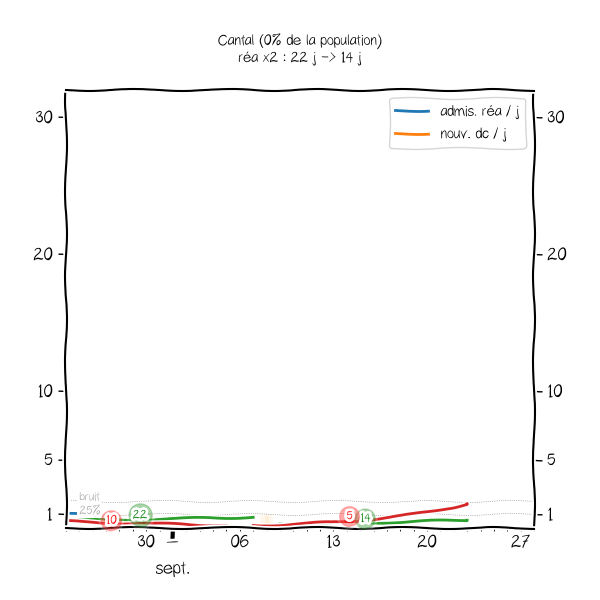 Cantal (0% de la population)
réa x2 : 22 j -> 14 j
admis. réa / j
nouv. dc / j
30 30
20 20
10 10
5 5
bruit
25%
1 10 22 5 14 1
30 06 13 20 27
sept.